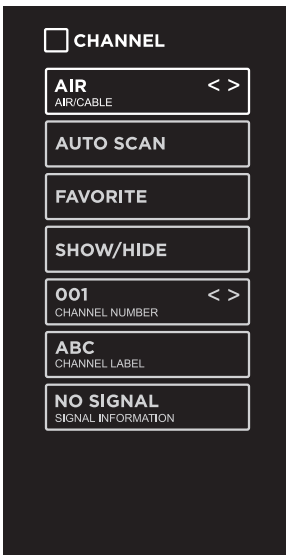 CHANNEL
AIR < >
AIR/CABLE
AUTO SCAN
FAVORITE
SHOW/HIDE
001 < >
CHANNEL NUMBER
ABC
CHANNEL LABEL
NO SIGNAL
SIGNAL INFORMATION